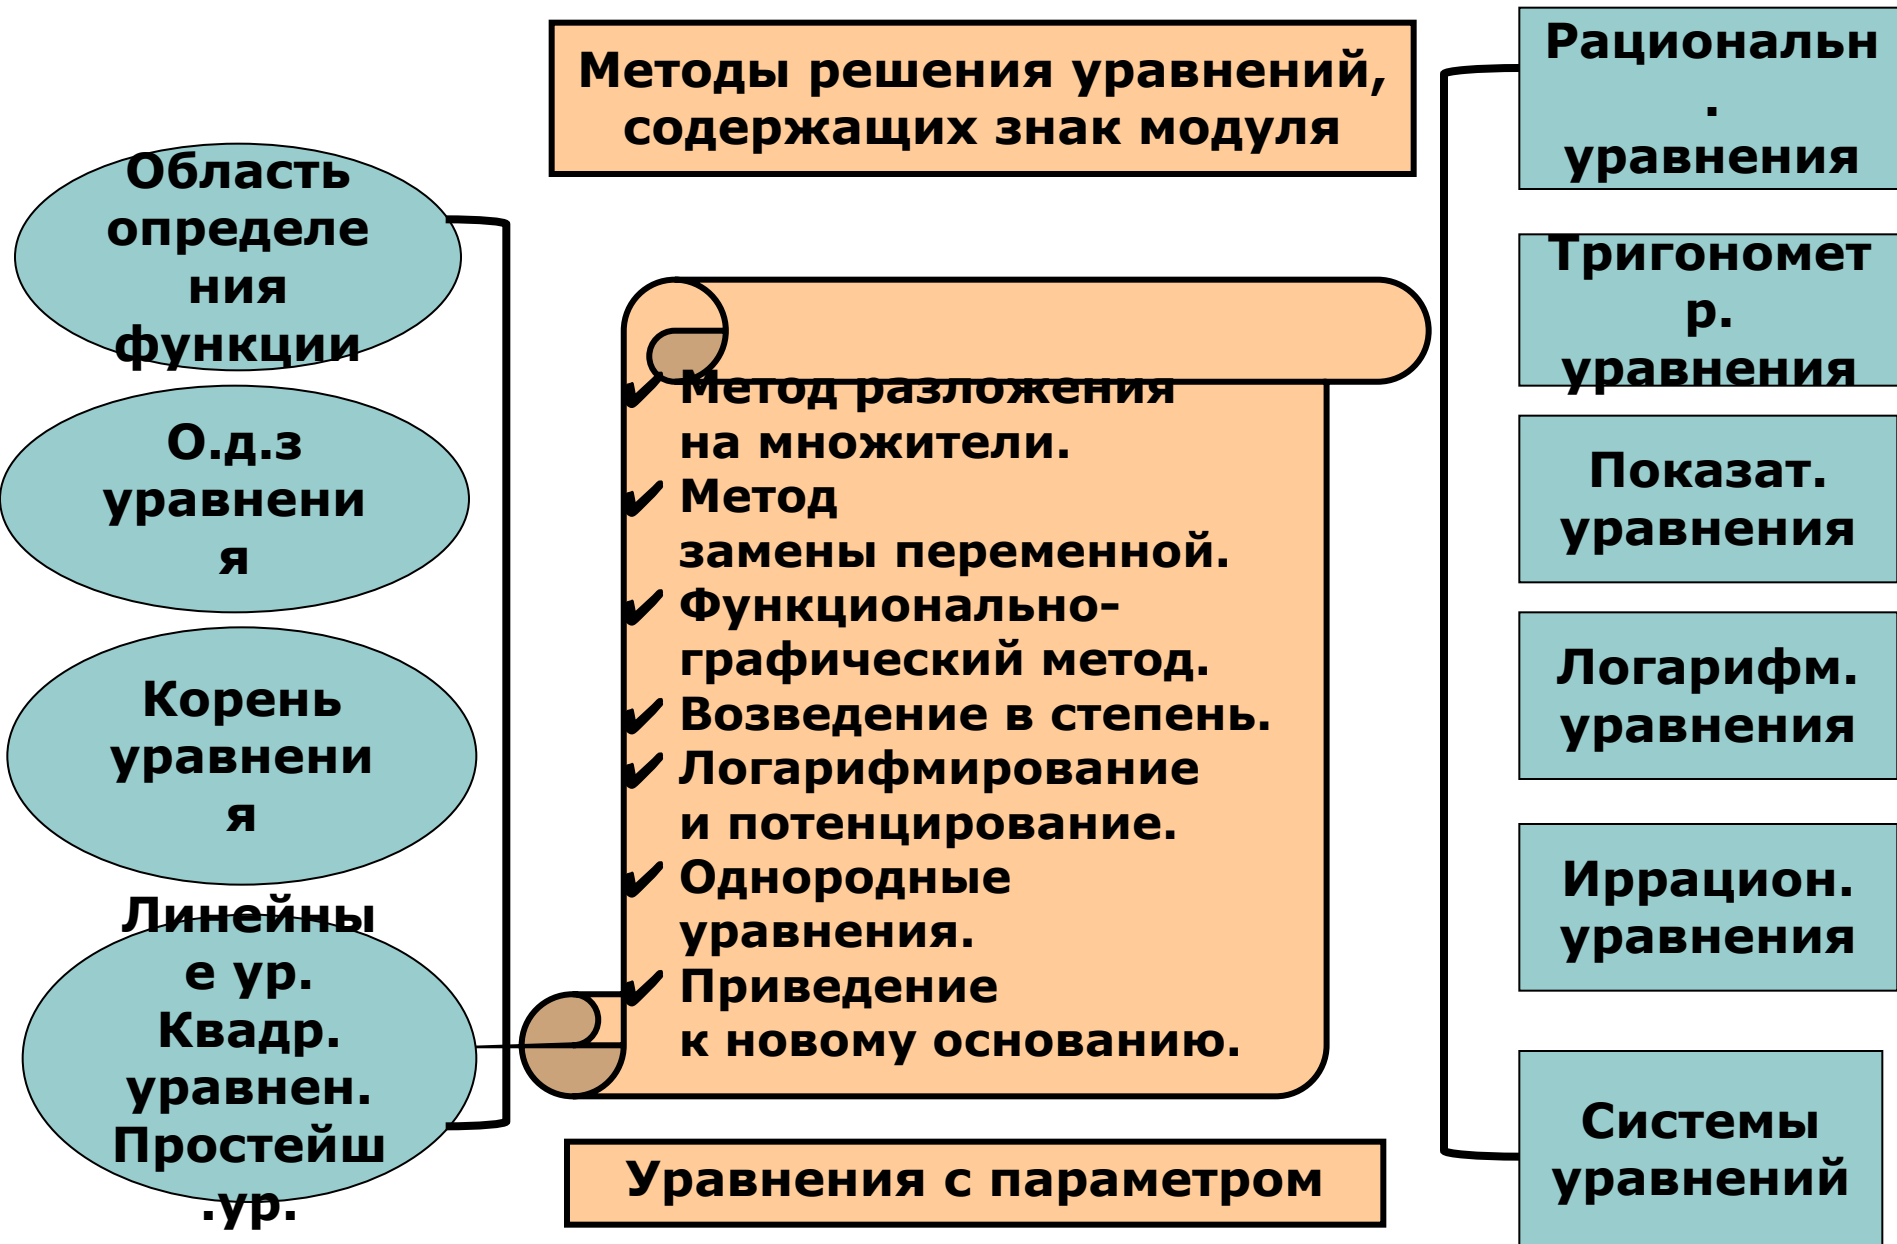 Методы решения уравнений,
содержащих знак модуля
Область
определе
ния
функции
О.д.з
уравнени
я
Корень
уравнени
я
Линейны
е ур.
Квадр.
уравнен.
Простейш
.ур.
✔ Метод разложения
на множители.
✔ Метод
замены переменной.
✔ Функционально-
графический метод.
✔ Возведение в степень.
✔ Логарифмирование
и потенцирование.
✔ Однородные
уравнения.
✔ Приведение
к новому основанию.
Уравнения с параметром
Рациональн
.
уравнения
Тригономет
р.
уравнения
Показат.
уравнения
Логарифм.
уравнения
Иррацион.
уравнения
Системы
уравнений